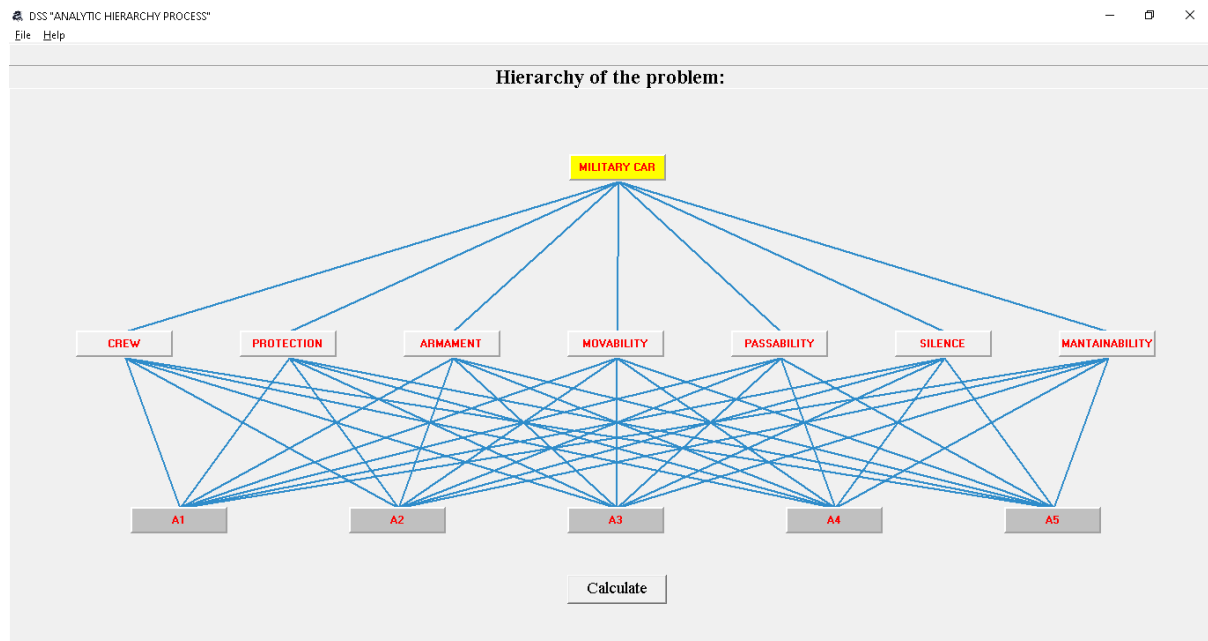 DSS "ANALYTIC HIERARCHY PROCESS"
File Help
Hierarchy of the problem:
MILITARY CAR
CREW PROTECTION ARMAMENT MOVABILITY PASSABILITY SILENCE MANTAINABILITY
A1 A2 A3 A4 A5
Calculate